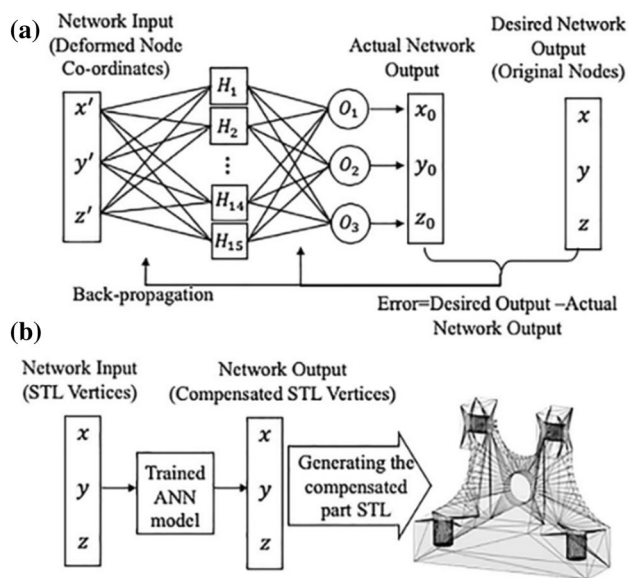 (a)
Network Input
(Deformed Node
Co-ordinates)
x′
y′
z′
H1
H2
⋮
H14
H15
O1
O2
O3
Actual Network
Output
x0
y0
z0
Desired Network
Output
(Original Nodes)
x
y
z
Back-propagation
Error=Desired Output –Actual
Network Output
(b)
Network Input
(STL Vertices)
x
y
z
Trained
ANN
model
Network Output
(Compensated STL Vertices)
x
y
z
Generating the
compensated
part STL